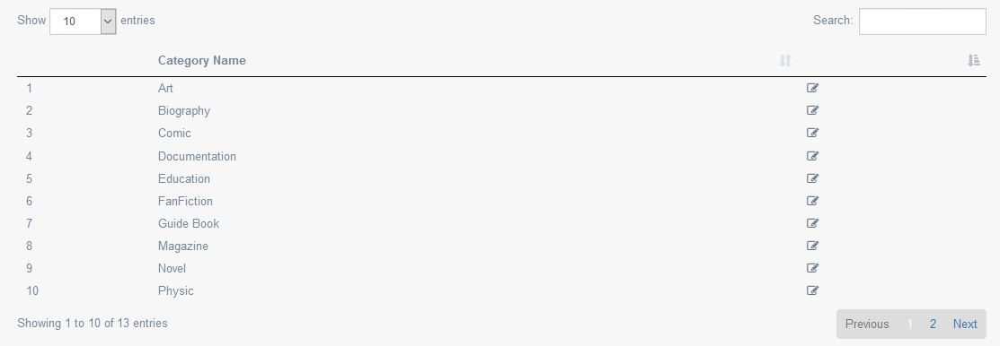 Show 10 entries Search:
Category Name
1 Art
2 Biography
3 Comic
4 Documentation
5 Education
6 FanFiction
7 Guide Book
8 Magazine
9 Novel
10 Physic
Showing 1 to 10 of 13 entries Previous 1 2 Next